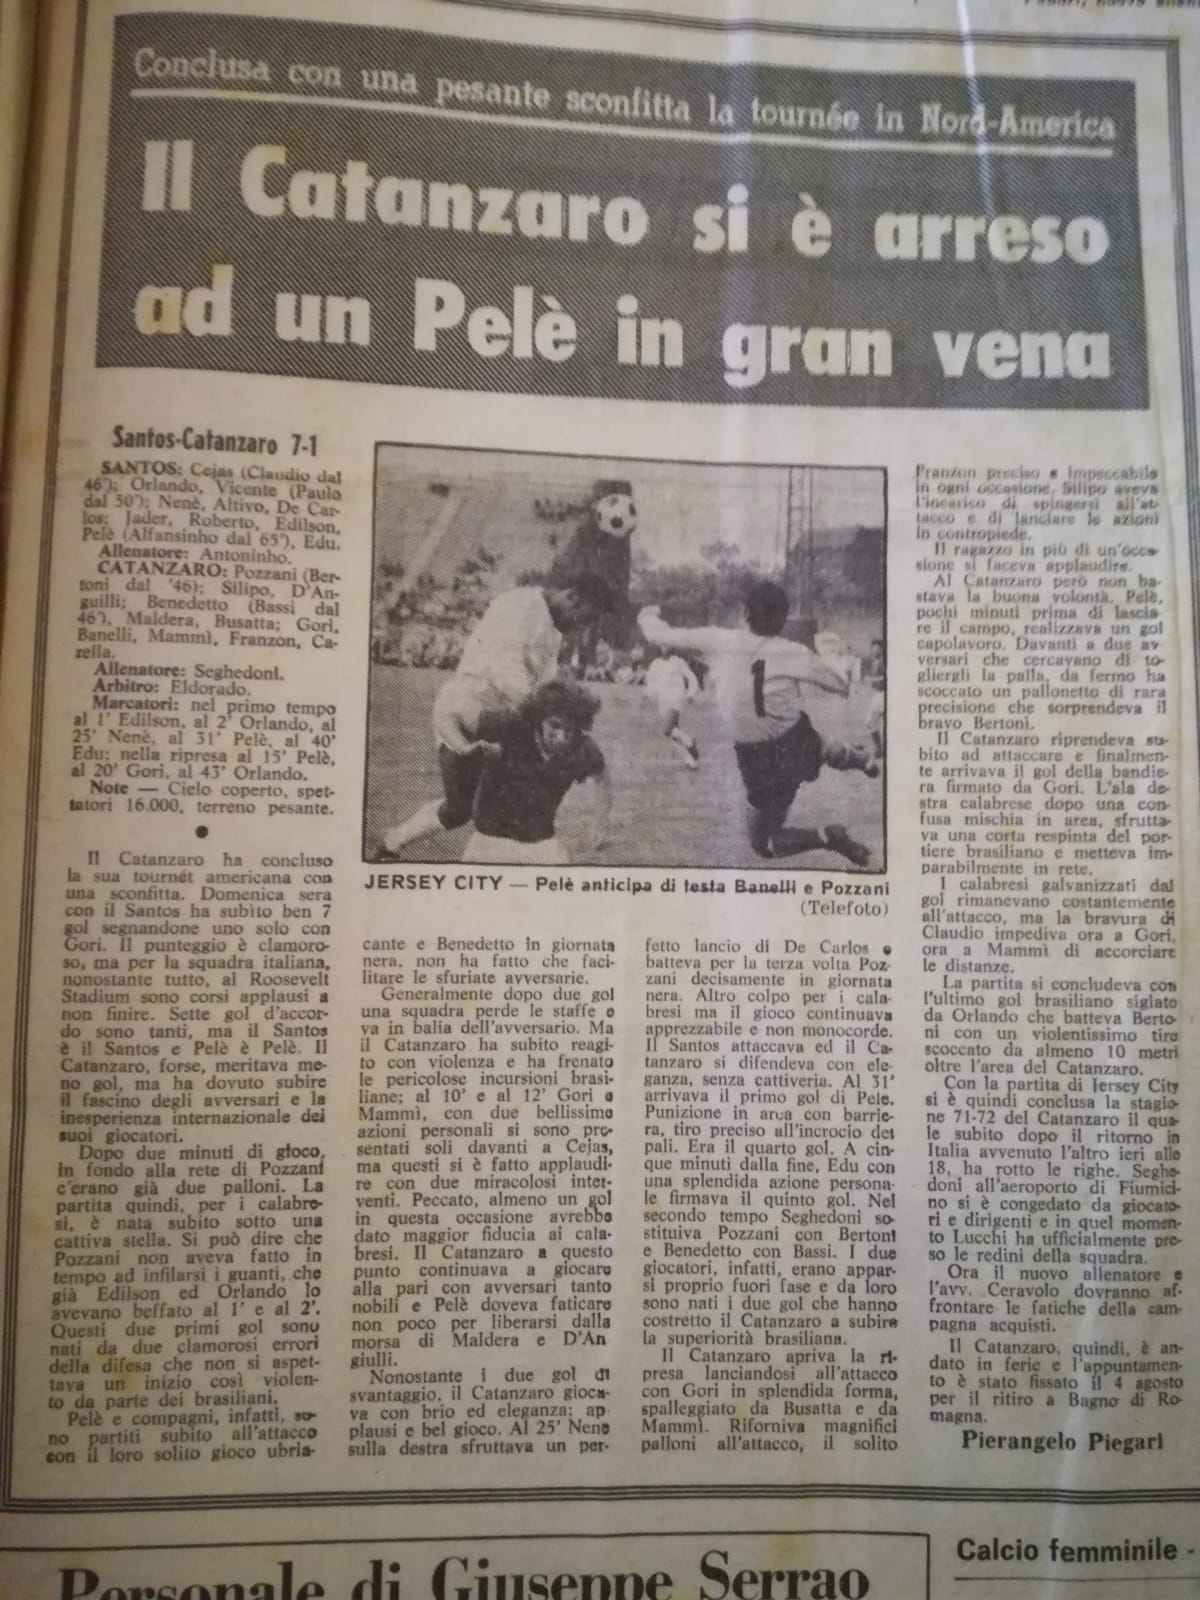 Conclusa con una pesante sconfitta la tournée in Nord-America
Il Catanzaro si è arreso
ad un Pelè in gran vena
Santos-Catanzaro 7-1
SANTOS: Cejas (Claudio dal
46'); Orlando, Vicente (Paulo
dal 50'); Nenè, Altivo, De Car-
los; Jader, Roberto, Edilson,
Pelè (Alfansinho dal 65'), Edu.
Allenatore: Antoninho.
CATANZARO: Pozzani (Ber-
toni dal '46); Silipo, D'An-
guilli; Benedetto (Bassi dal
46'), Maldera, Busatta; Gori,
Banelli, Mammì, Franzon, Ca-
rella.
Allenatore: Seghedoni.
Arbitro: Eldorado.
Marcatori: nel primo tempo
al 1' Edilson, al 2' Orlando, al
25' Nenè, al 31' Pelè, al 40'
Edu; nella ripresa al 15' Pelè,
al 20' Gori, al 43' Orlando.
Note — Cielo coperto, spet-
tatori 16.000, terreno pesante.
Il Catanzaro ha concluso
la sua tournét americana con
una sconfitta. Domenica sera
con il Santos ha subìto ben 7
gol segnandone uno solo con
Gori. Il punteggio è clamoro-
so, ma per la squadra italiana,
nonostante tutto, al Roosevelt
Stadium sono corsi applausi a
non finire. Sette gol d'accor-
do sono tanti, ma il Santos
è il Santos e Pelè è Pelè. Il
Catanzaro, forse, meritava me-
no gol, ma ha dovuto subire
il fascino degli avversari e la
inesperienza internazionale dei
suoi giocatori.
Dopo due minuti di gioco,
in fondo alla rete di Pozzani
c'erano già due palloni. La
partita quindi, per i calabre-
si, è nata subito sotto una
cattiva stella. Si può dire che
Pozzani non aveva fatto in
tempo ad infilarsi i guanti, che
già Edilson ed Orlando lo
avevano beffato al 1' e al 2'.
Questi due primi gol sono
nati da due clamorosi errori
della difesa che non si aspet-
tava un inizio così violen-
to da parte dei brasiliani.
Pelè e compagni, infatti, so-
no partiti subito all'attacco
con il loro solito gioco ubria-
JERSEY CITY — Pelè anticipa di testa Banelli e Pozzani
(Telefoto)
cante e Benedetto in giornata
nera, non ha fatto che faci-
litare le sfuriate avversarie.
Generalmente dopo due gol
una squadra perde le staffe e
va in balia dell'avversario. Ma
il Catanzaro ha subito reagi-
to con violenza e ha frenato
le pericolose incursioni brasi-
liane; al 10' e al 12' Gori e
Mammì, con due bellissime
azioni personali si sono pre-
sentati soli davanti a Cejas,
ma questi si è fatto applaudi-
re con due miracolosi inter-
venti. Peccato, almeno un gol
in questa occasione avrebbe
dato maggior fiducia ai cala-
bresi. Il Catanzaro a questo
punto continuava a giocare
alla pari con avversari tanto
nobili e Pelè doveva faticare
non poco per liberarsi dalla
morsa di Maldera e D'An
giulli.
Nonostante i due gol di
svantaggio, il Catanzaro gioca-
va con brio ed eleganza: ap
plausi e bel gioco. Al 25' Nene
sulla destra sfruttava un per-
fetto lancio di De Carlos e
batteva per la terza volta Poz-
zani decisamente in giornata
nera. Altro colpo per i cala-
bresi ma il gioco continuava
apprezzabile e non monocorde.
Il Santos attaccava ed il Ca-
tanzaro si difendeva con ele-
ganza, senza cattiveria. Al 31'
arrivava il primo gol di Pele.
Punizione in area con barrie-
ra, tiro preciso all'incrocio dei
pali. Era il quarto gol. A cin-
que minuti dalla fine, Edu con
una splendida azione persona-
le firmava il quinto gol. Nel
secondo tempo Seghedoni so-
stituiva Pozzani con Bertoni
e Benedetto con Bassi. I due
giocatori, infatti, erano appar-
si proprio fuori fase e da loro
sono nati i due gol che hanno
costretto il Catanzaro a subire
la superiorità brasiliana.
Il Catanzaro apriva la ri-
presa lanciandosi all'attacco
con Gori in splendida forma,
spalleggiato da Busatta e da
Mammì. Riforniva magnifici
palloni all'attacco, il solito
Franzon preciso e impeccabile
in ogni occasione. Silipo aveva
l'incarico di spingersi all'at-
tacco e di lanciare le azioni
in contropiede.
Il ragazzo in più di un'occa-
sione si faceva applaudire.
Al Catanzaro però non ba-
stava la buona volontà. Pelè,
pochi minuti prima di lascia-
re il campo, realizzava un gol
capolavoro. Davanti a due av-
versari che cercavano di to-
gliergli la palla, da fermo ha
scoccato un pallonetto di rara
precisione che sorprendeva il
bravo Bertoni.
Il Catanzaro riprendeva su-
bito ad attaccare e finalmen-
te arrivava il gol della bandie-
ra firmato da Gori. L'ala de-
stra calabrese dopo una con-
fusa mischia in area, sfrutta-
va una corta respinta del por-
tiere brasiliano e metteva im-
parabilmente in rete.
I calabresi galvanizzati dal
gol rimanevano costantemente
all'attacco, ma la bravura di
Claudio impediva ora a Gori,
ora a Mammì di accorciare
le distanze.
La partita si concludeva con
l'ultimo gol brasiliano siglato
da Orlando che batteva Berto-
ni con un violentissimo tiro
scoccato da almeno 10 metri
oltre l'area del Catanzaro.
Con la partita di Jersey City
si è quindi conclusa la stagio-
ne 71-72 del Catanzaro il qua-
le subito dopo il ritorno in
Italia avvenuto l'altro ieri alle
18, ha rotto le righe. Seghe-
doni all'aeroporto di Fiumici-
no si è congedato da giocato-
ri e dirigenti e in quel momen-
to Lucchi ha ufficialmente pre-
so le redini della squadra.
Ora il nuovo allenatore e
l'avv. Ceravolo dovranno af-
frontare le fatiche della cam-
pagna acquisti.
Il Catanzaro, quindi, è an-
dato in ferie e l'appuntamen-
to è stato fissato il 4 agosto
per il ritiro a Bagno di Ro-
magna.
Pierangelo Piegari
1
Personale di Giuseppe Serrao
Calcio femminile -